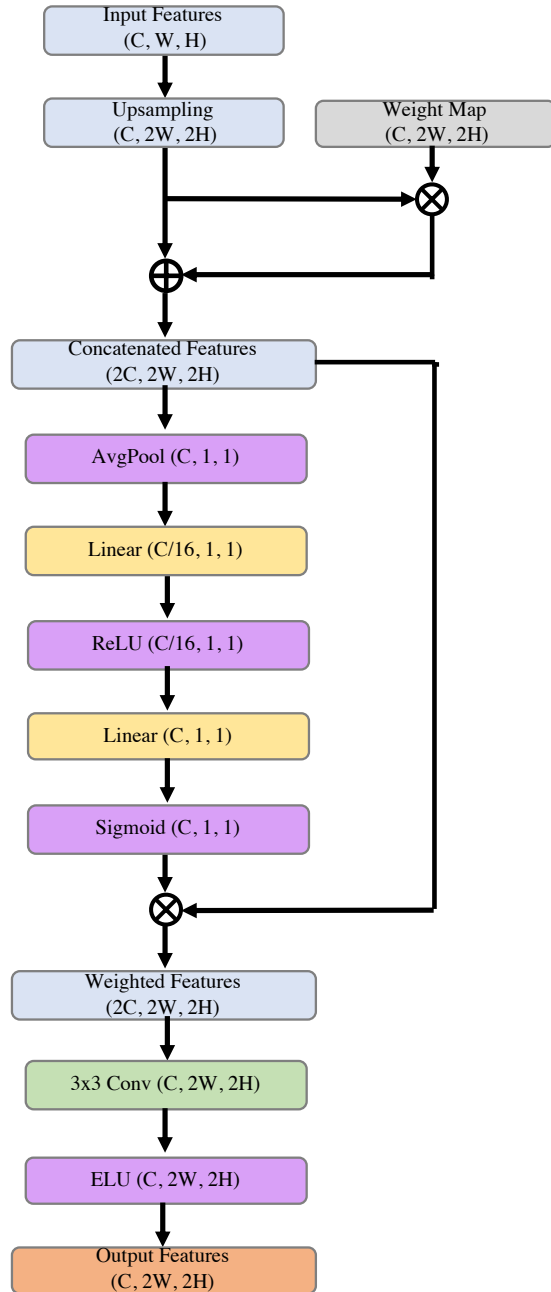 Input Features
(C, W, H)
Upsampling
(C, 2W, 2H)
Weight Map
(C, 2W, 2H)
Concatenated Features
(2C, 2W, 2H)
AvgPool (C, 1, 1)
Linear (C/16, 1, 1)
ReLU (C/16, 1, 1)
Linear (C, 1, 1)
Sigmoid (C, 1, 1)
Weighted Features
(2C, 2W, 2H)
3x3 Conv (C, 2W, 2H)
ELU (C, 2W, 2H)
Output Features
(C, 2W, 2H)